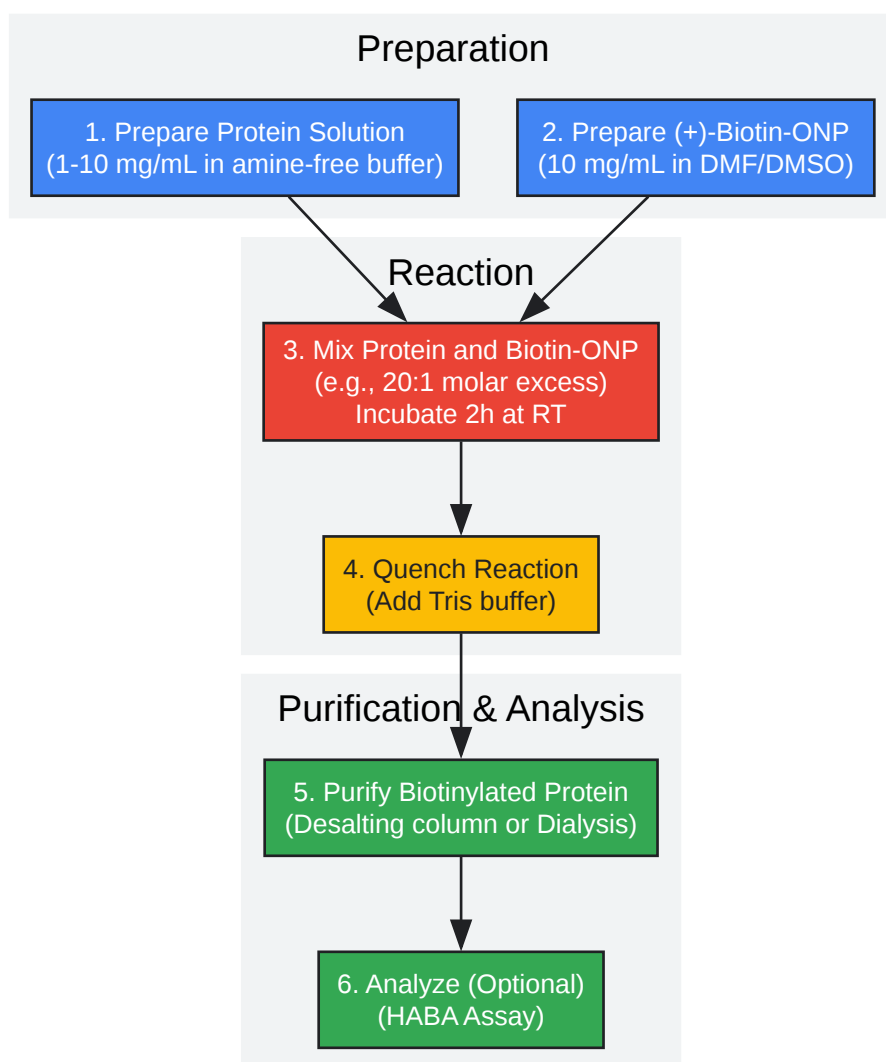 Preparation
1. Prepare Protein Solution
(1-10 mg/mL in amine-free buffer)
2. Prepare (+)-Biotin-ONP
(10 mg/mL in DMF/DMSO)
Reaction
3. Mix Protein and Biotin-ONP
(e.g., 20:1 molar excess)
Incubate 2h at RT
4. Quench Reaction
(Add Tris buffer)
Purification & Analysis
5. Purify Biotinylated Protein
(Desalting column or Dialysis)
6. Analyze (Optional)
(HABA Assay)